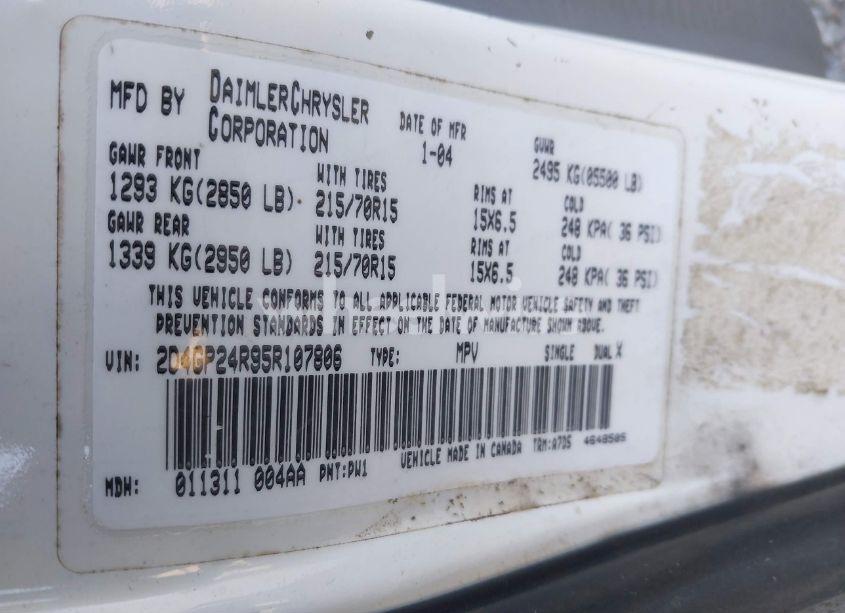 MFD BY DAIMLERCHRYSLER CORPORATION
DATE OF MFR 1-04
GVWR 2495 KG(05500 LB)
GAWR FRONT WITH TIRES RIMS AT COLD
1293 KG(2850 LB) 215/70R15 15X6.5 248 KPA( 36 PSI)
GAWR REAR WITH TIRES RIMS AT COLD
1339 KG(2950 LB) 215/70R15 15X6.5 248 KPA( 36 PSI)
THIS VEHICLE CONFORMS TO ALL APPLICABLE FEDERAL MOTOR VEHICLE SAFETY AND THEFT
PREVENTION STANDARDS IN EFFECT ON THE DATE OF MANUFACTURE SHOWN ABOVE.
VIN: 2D4GP24R95R107806 TYPE: MPV SINGLE DUAL X
MDH: 011311 004AA PNT:PW1 VEHICLE MADE IN CANADA TRM:A7D5 4648505